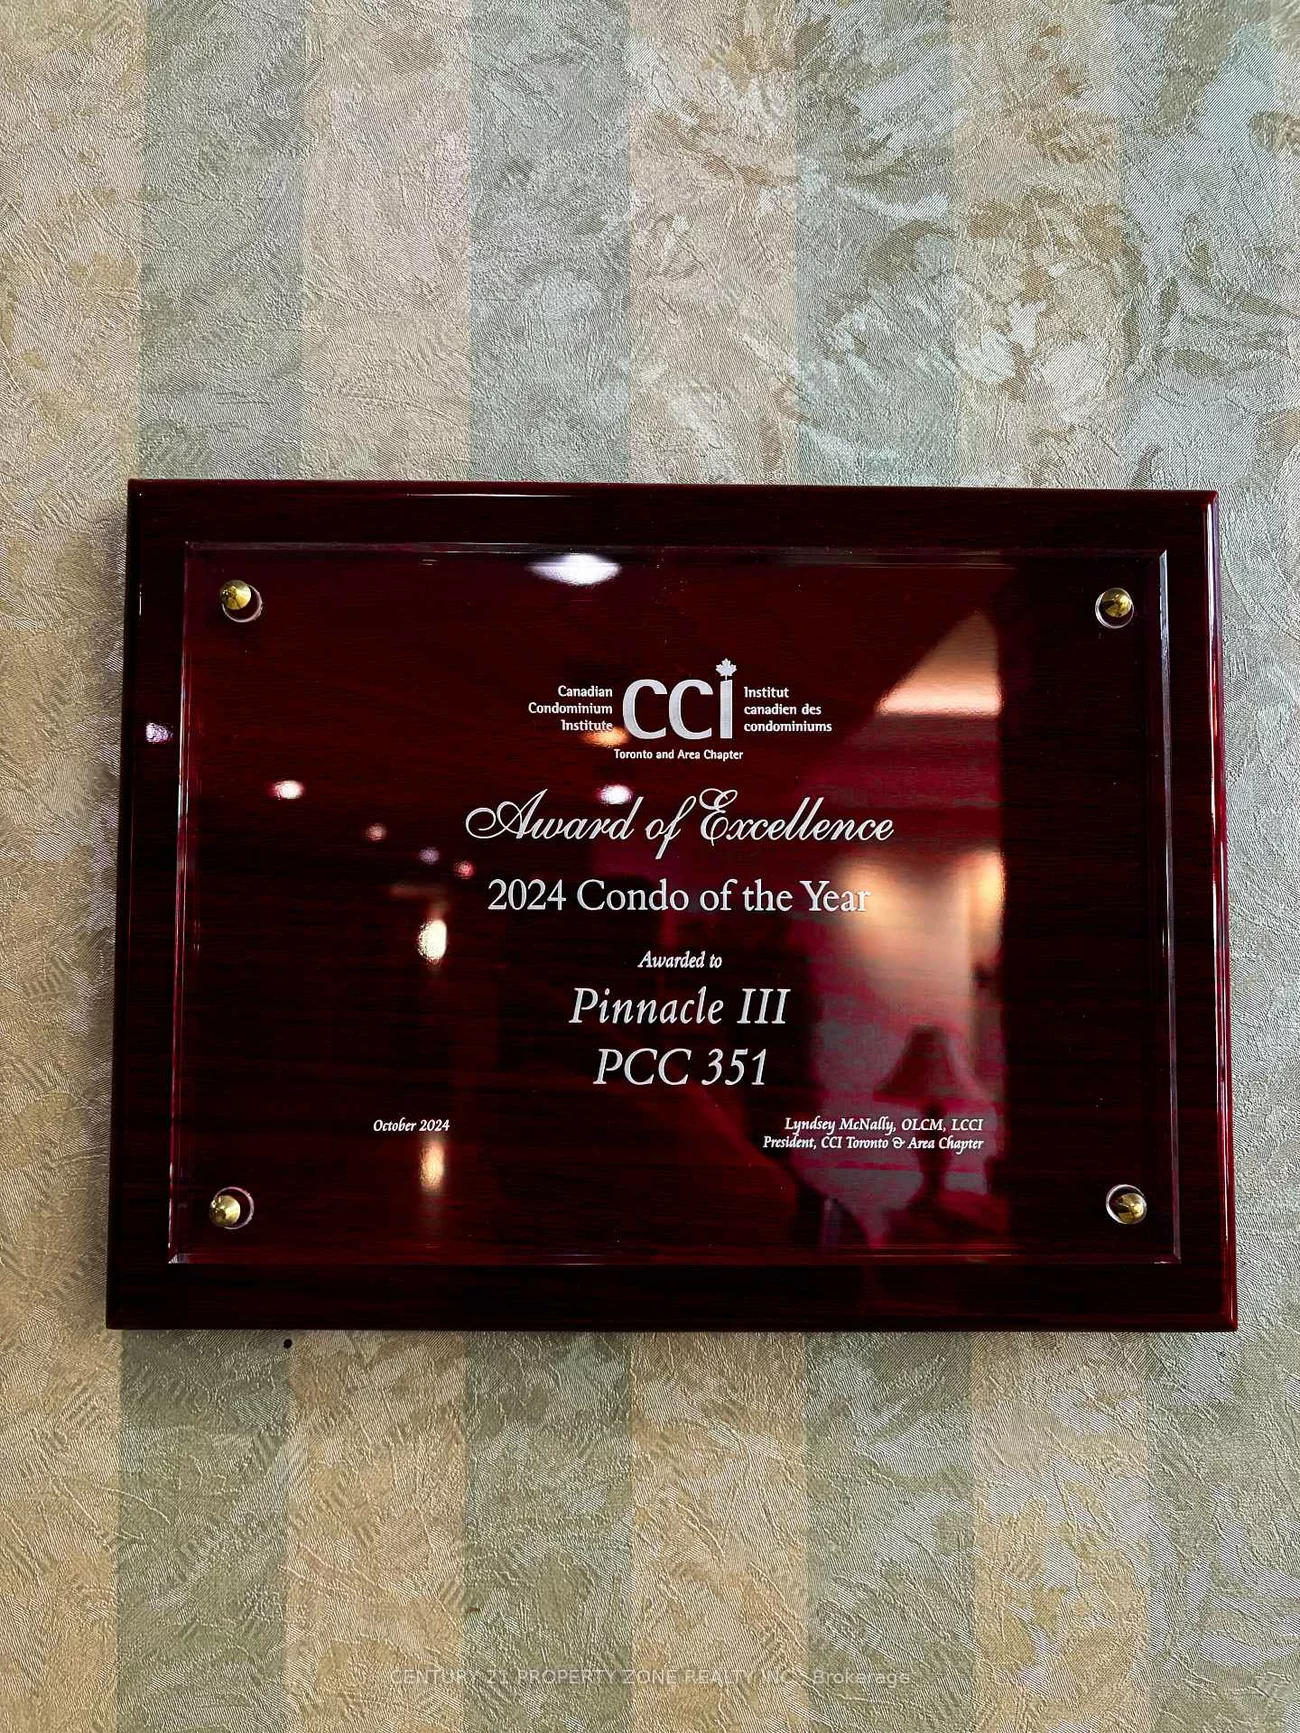 Canadian
Condominium
Institute
CCI
Institut
canadien des
condominiums
Toronto and Area Chapter
Award of Excellence
2024 Condo of the Year
Awarded to
Pinnacle III
PCC 351
October 2024
Lyndsey McNally, OLCM, LCCI
President, CCI Toronto & Area Chapter
CENTURY 21 PROPERTY ZONE REALTY INC., Brokerage